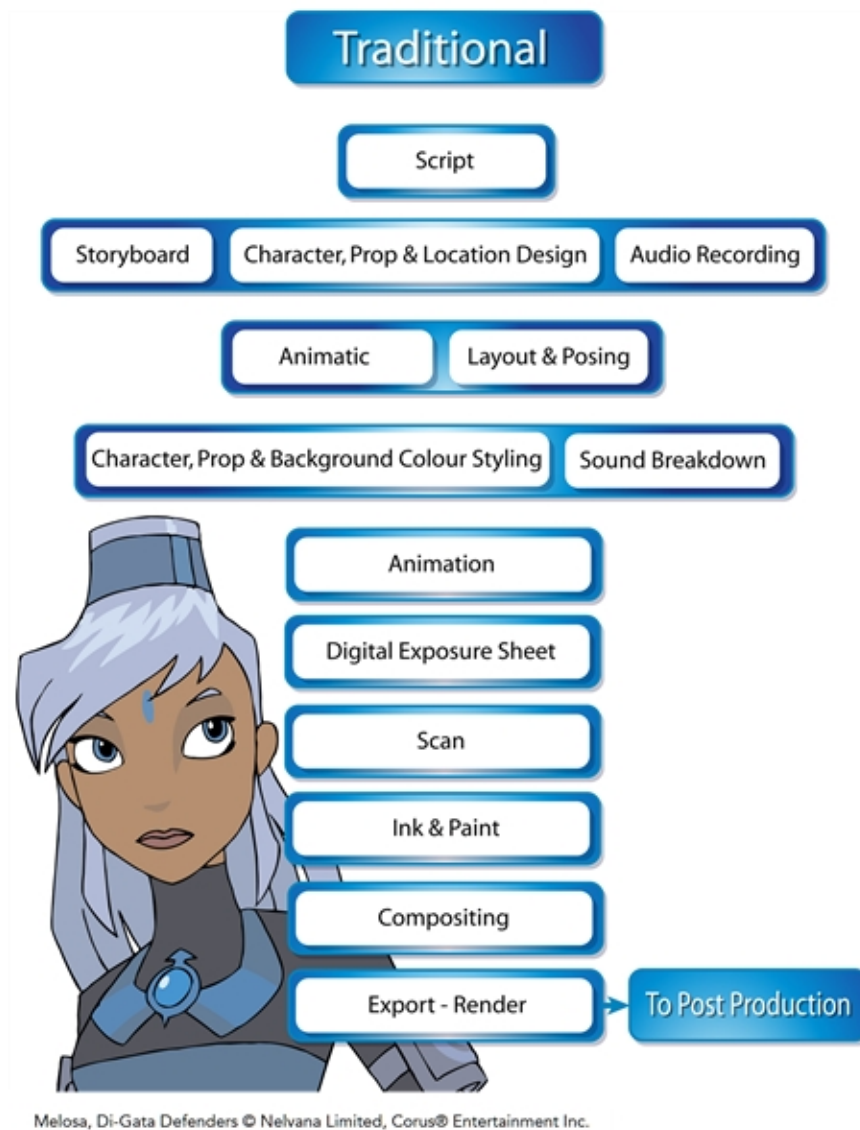 Traditional
Script
Storyboard
Character, Prop & Location Design
Audio Recording
Animatic
Layout & Posing
Character, Prop & Background Colour Styling
Sound Breakdown
Animation
Digital Exposure Sheet
Scan
Ink & Paint
Compositing
Export - Render
To Post Production
Melosa, Di-Gata Defenders © Nelvana Limited, Corus® Entertainment Inc.